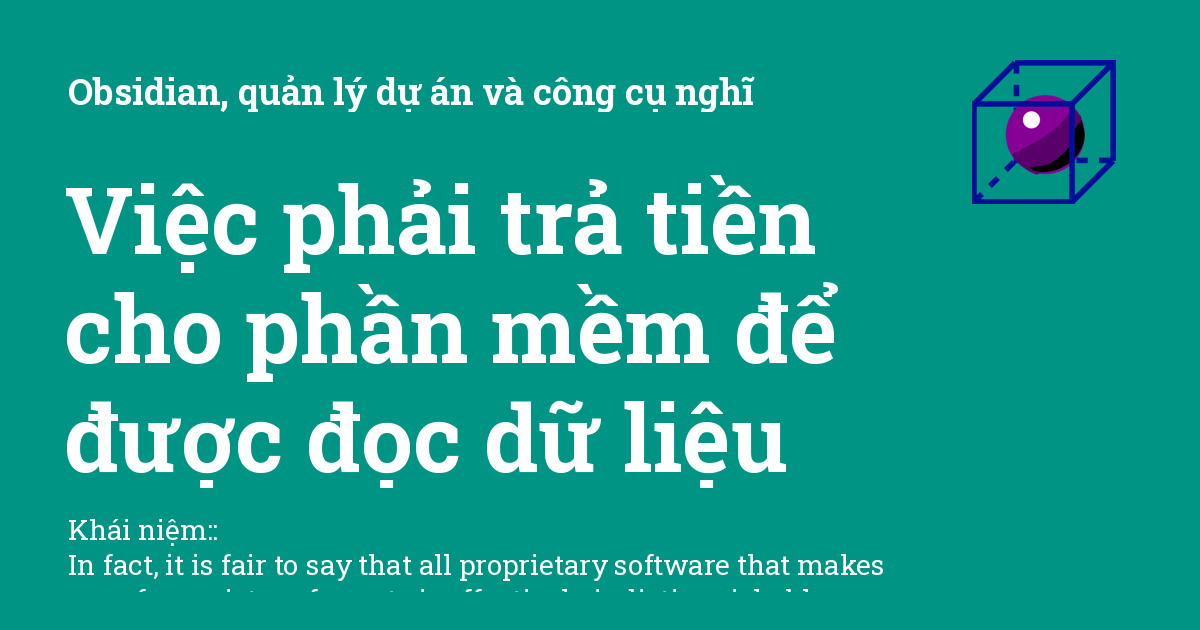 Obsidian, quản lý dự án và công cụ nghĩ
Việc phải trả tiền
cho phần mềm để
được đọc dữ liệu
Khái niệm::
In fact, it is fair to say that all proprietary software that makes